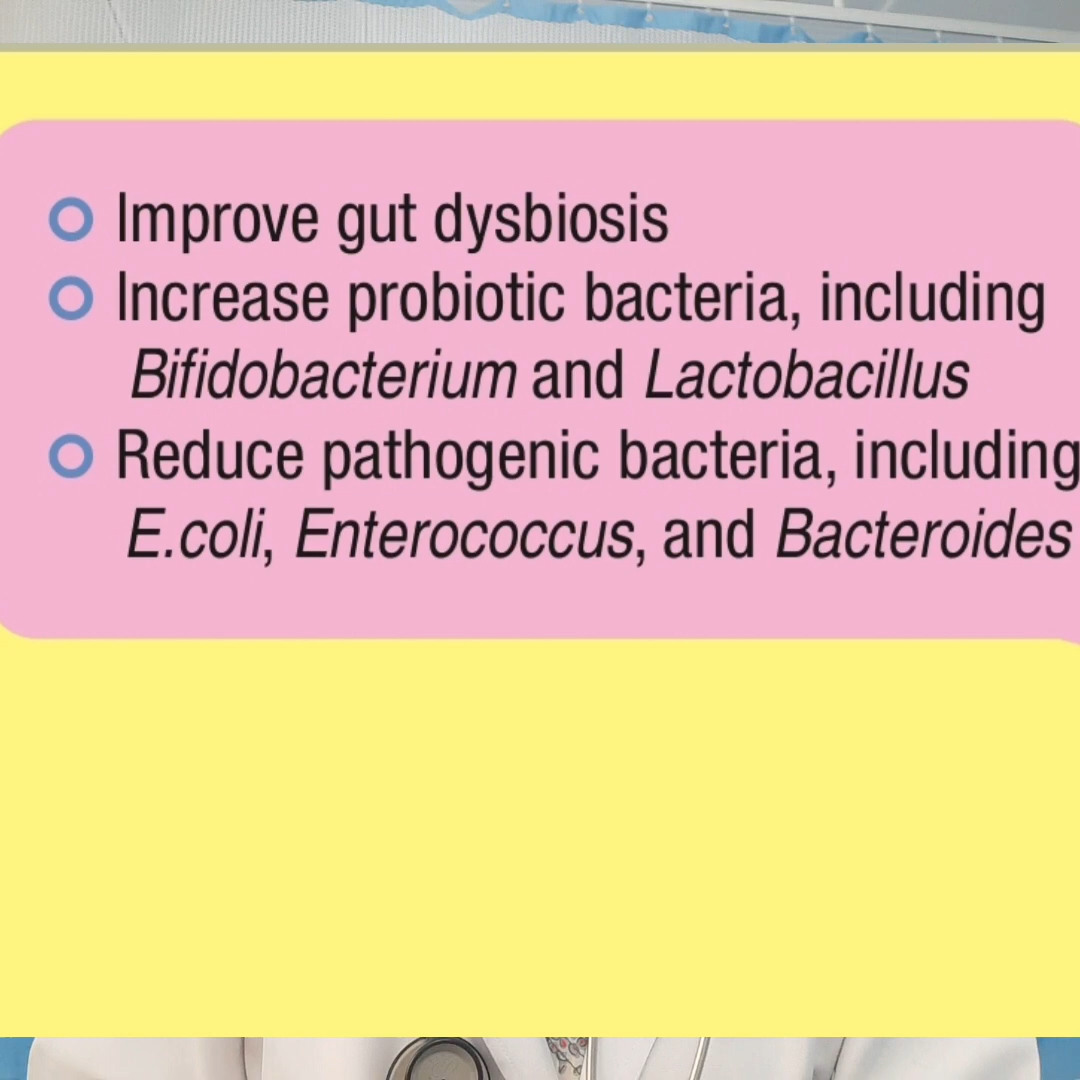 Improve gut dysbiosis
Increase probiotic bacteria, including
Bifidobacterium and Lactobacillus
Reduce pathogenic bacteria, including
E.coli, Enterococcus, and Bacteroides